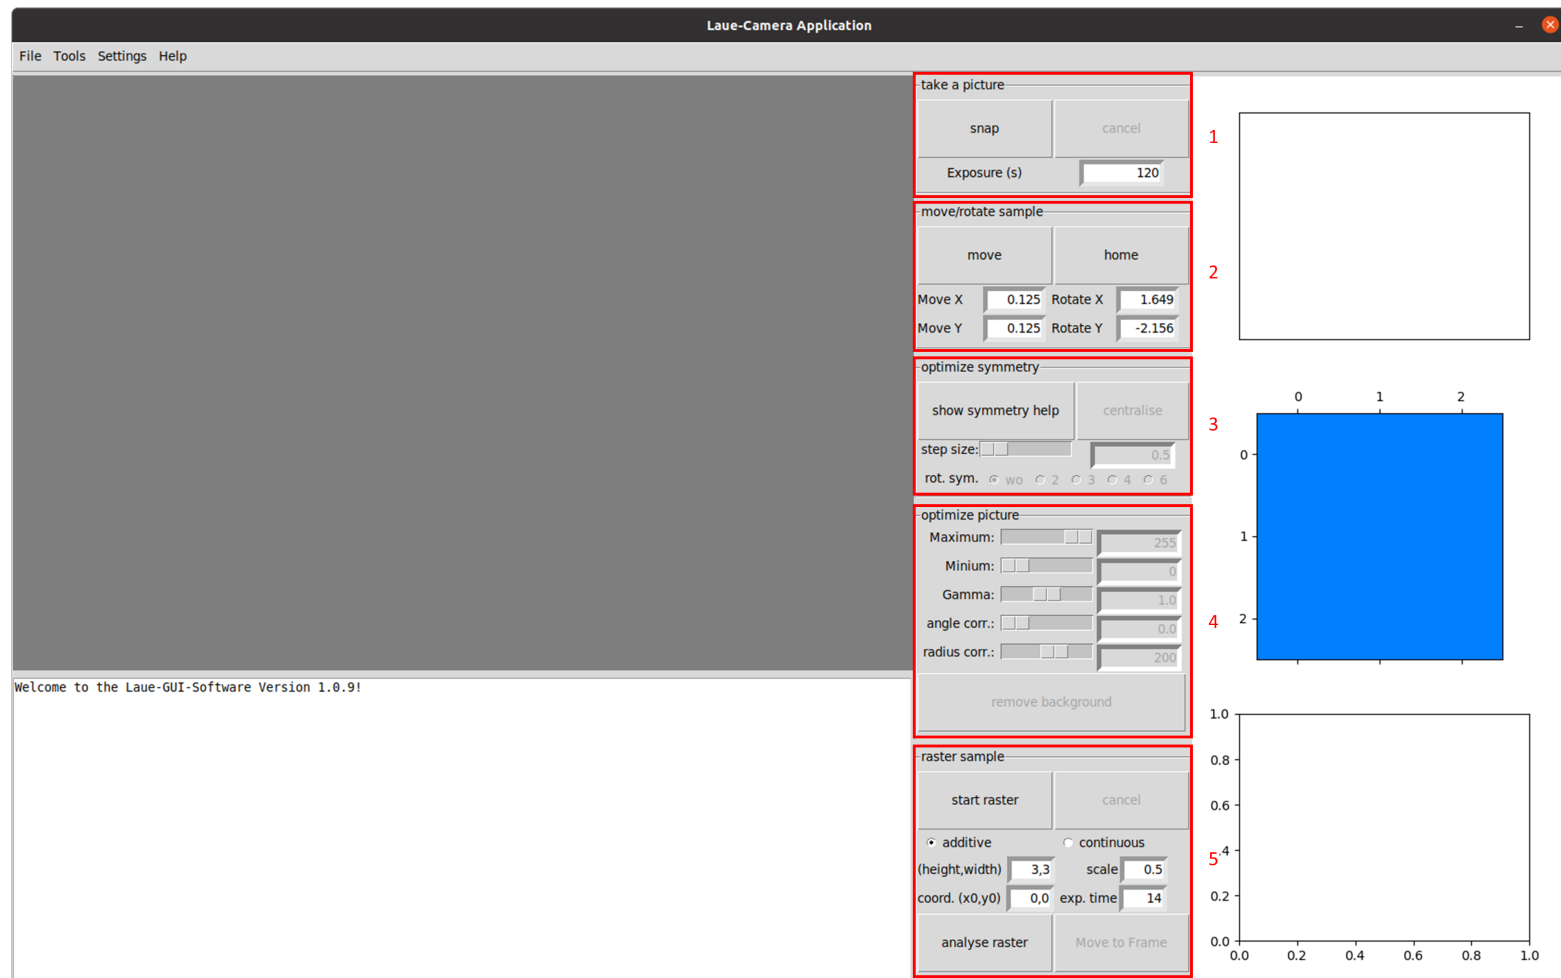 Laue-Camera Application
File Tools Settings Help
take a picture
snap cancel
1
Exposure (s) 120
move/rotate sample
move home
2
Move X 0.125 Rotate X 1.649
Move Y 0.125 Rotate Y -2.156
optimize symmetry
show symmetry help centralise
3
step size: 0.5
rot. sym. wo 2 3 4 6
optimize picture
Maximum: 255
Minium: 0
Gamma: 1.0
angle corr.: 0.0
radius corr.: 200
4
remove background
raster sample
start raster cancel
additive continuous
5
(height,width) 3,3 scale 0.5
coord. (x0,y0) 0,0 exp. time 14
analyse raster Move to Frame
0 1 2
0
1
2
1.0
0.8
0.6
.4
0.2
0.0
0.0 0.2 0.4 0.6 0.8 1.0
Welcome to the Laue-GUI-Software Version 1.0.9!